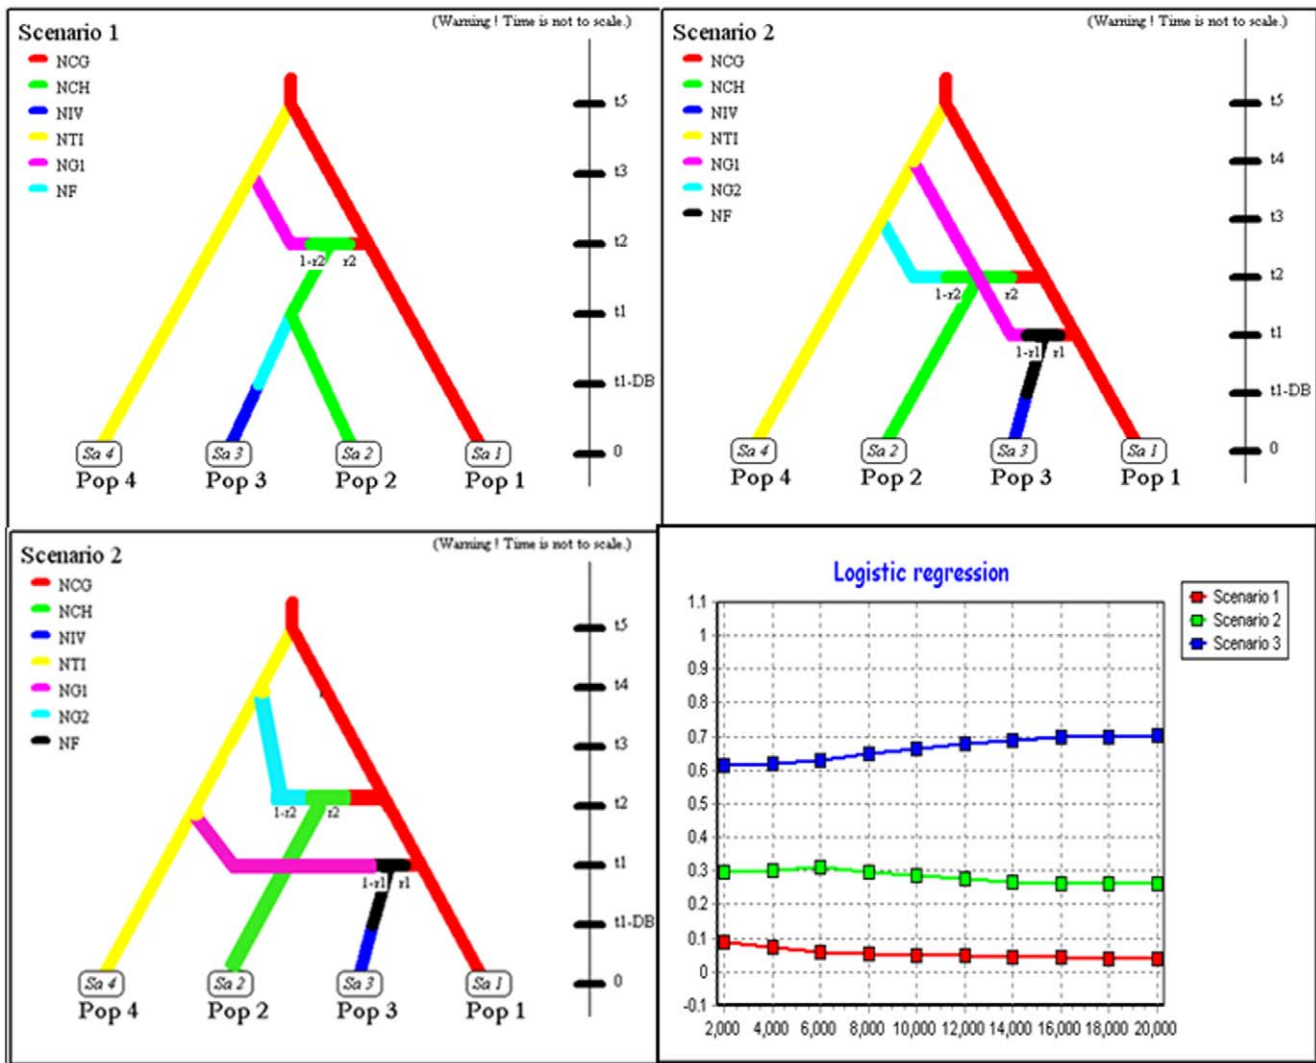 Scenario 1
(Warning ! Time is not to scale.)
NCG
NCH
NIV
NTI
NG1
NF
t5
t3
t2
t1
t1-DB
0
1-r2
r2
Sa 4
Sa 3
Sa 2
Sa 1
Pop 4
Pop 3
Pop 2
Pop 1
Scenario 2
(Warning ! Time is not to scale.)
NCG
NCH
NIV
NTI
NG1
NG2
NF
t5
t4
t3
t2
t1
t1-DB
0
1-r2
r2
1-r1
r1
Sa 4
Sa 2
Sa 3
Sa 1
Pop 4
Pop 2
Pop 3
Pop 1
Scenario 2
(Warning ! Time is not to scale.)
NCG
NCH
NIV
NTI
NG1
NG2
NF
t5
t4
t3
t2
t1
t1-DB
0
1-r2
r2
1-r1
r1
Sa 4
Sa 2
Sa 3
Sa 1
Pop 4
Pop 2
Pop 3
Pop 1
Logistic regression
Scenario 1
Scenario 2
Scenario 3
1.1
1
0.9
0.8
0.7
0.6
0.5
0.4
0.3
0.2
0.1
0
-0.1
2,000 4,000 6,000 8,000 10,000 12,000 14,000 16,000 18,000 20,000